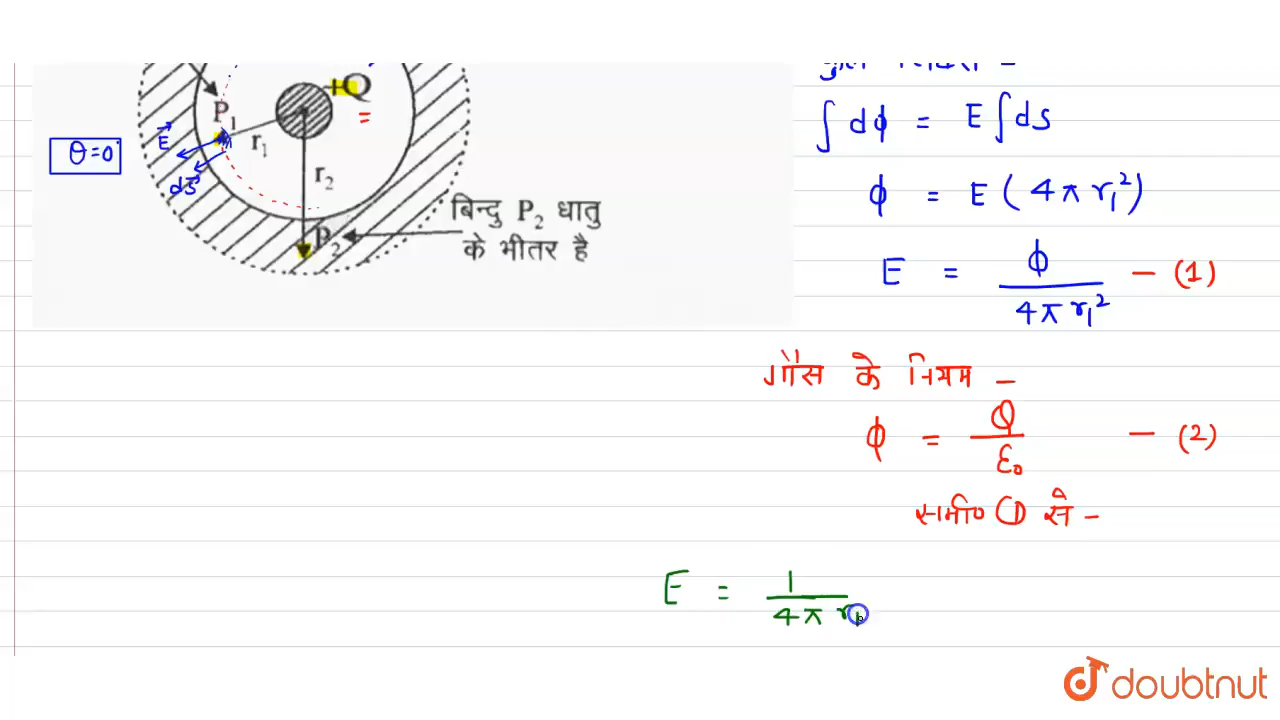 +Q
=
P₁
E⃗
r₁
θ=0°
dS⃗
r₂
बिन्दु P₂ धातु
P₂
के भीतर है
∫dϕ = E∫ds
ϕ = E(4πr₁²)
E = ϕ/4πr₁² — (1)
गौस के नियम –
ϕ = Q/ε₀ — (2)
समी० ① से –
E = 1/4πr₁
doubtnut